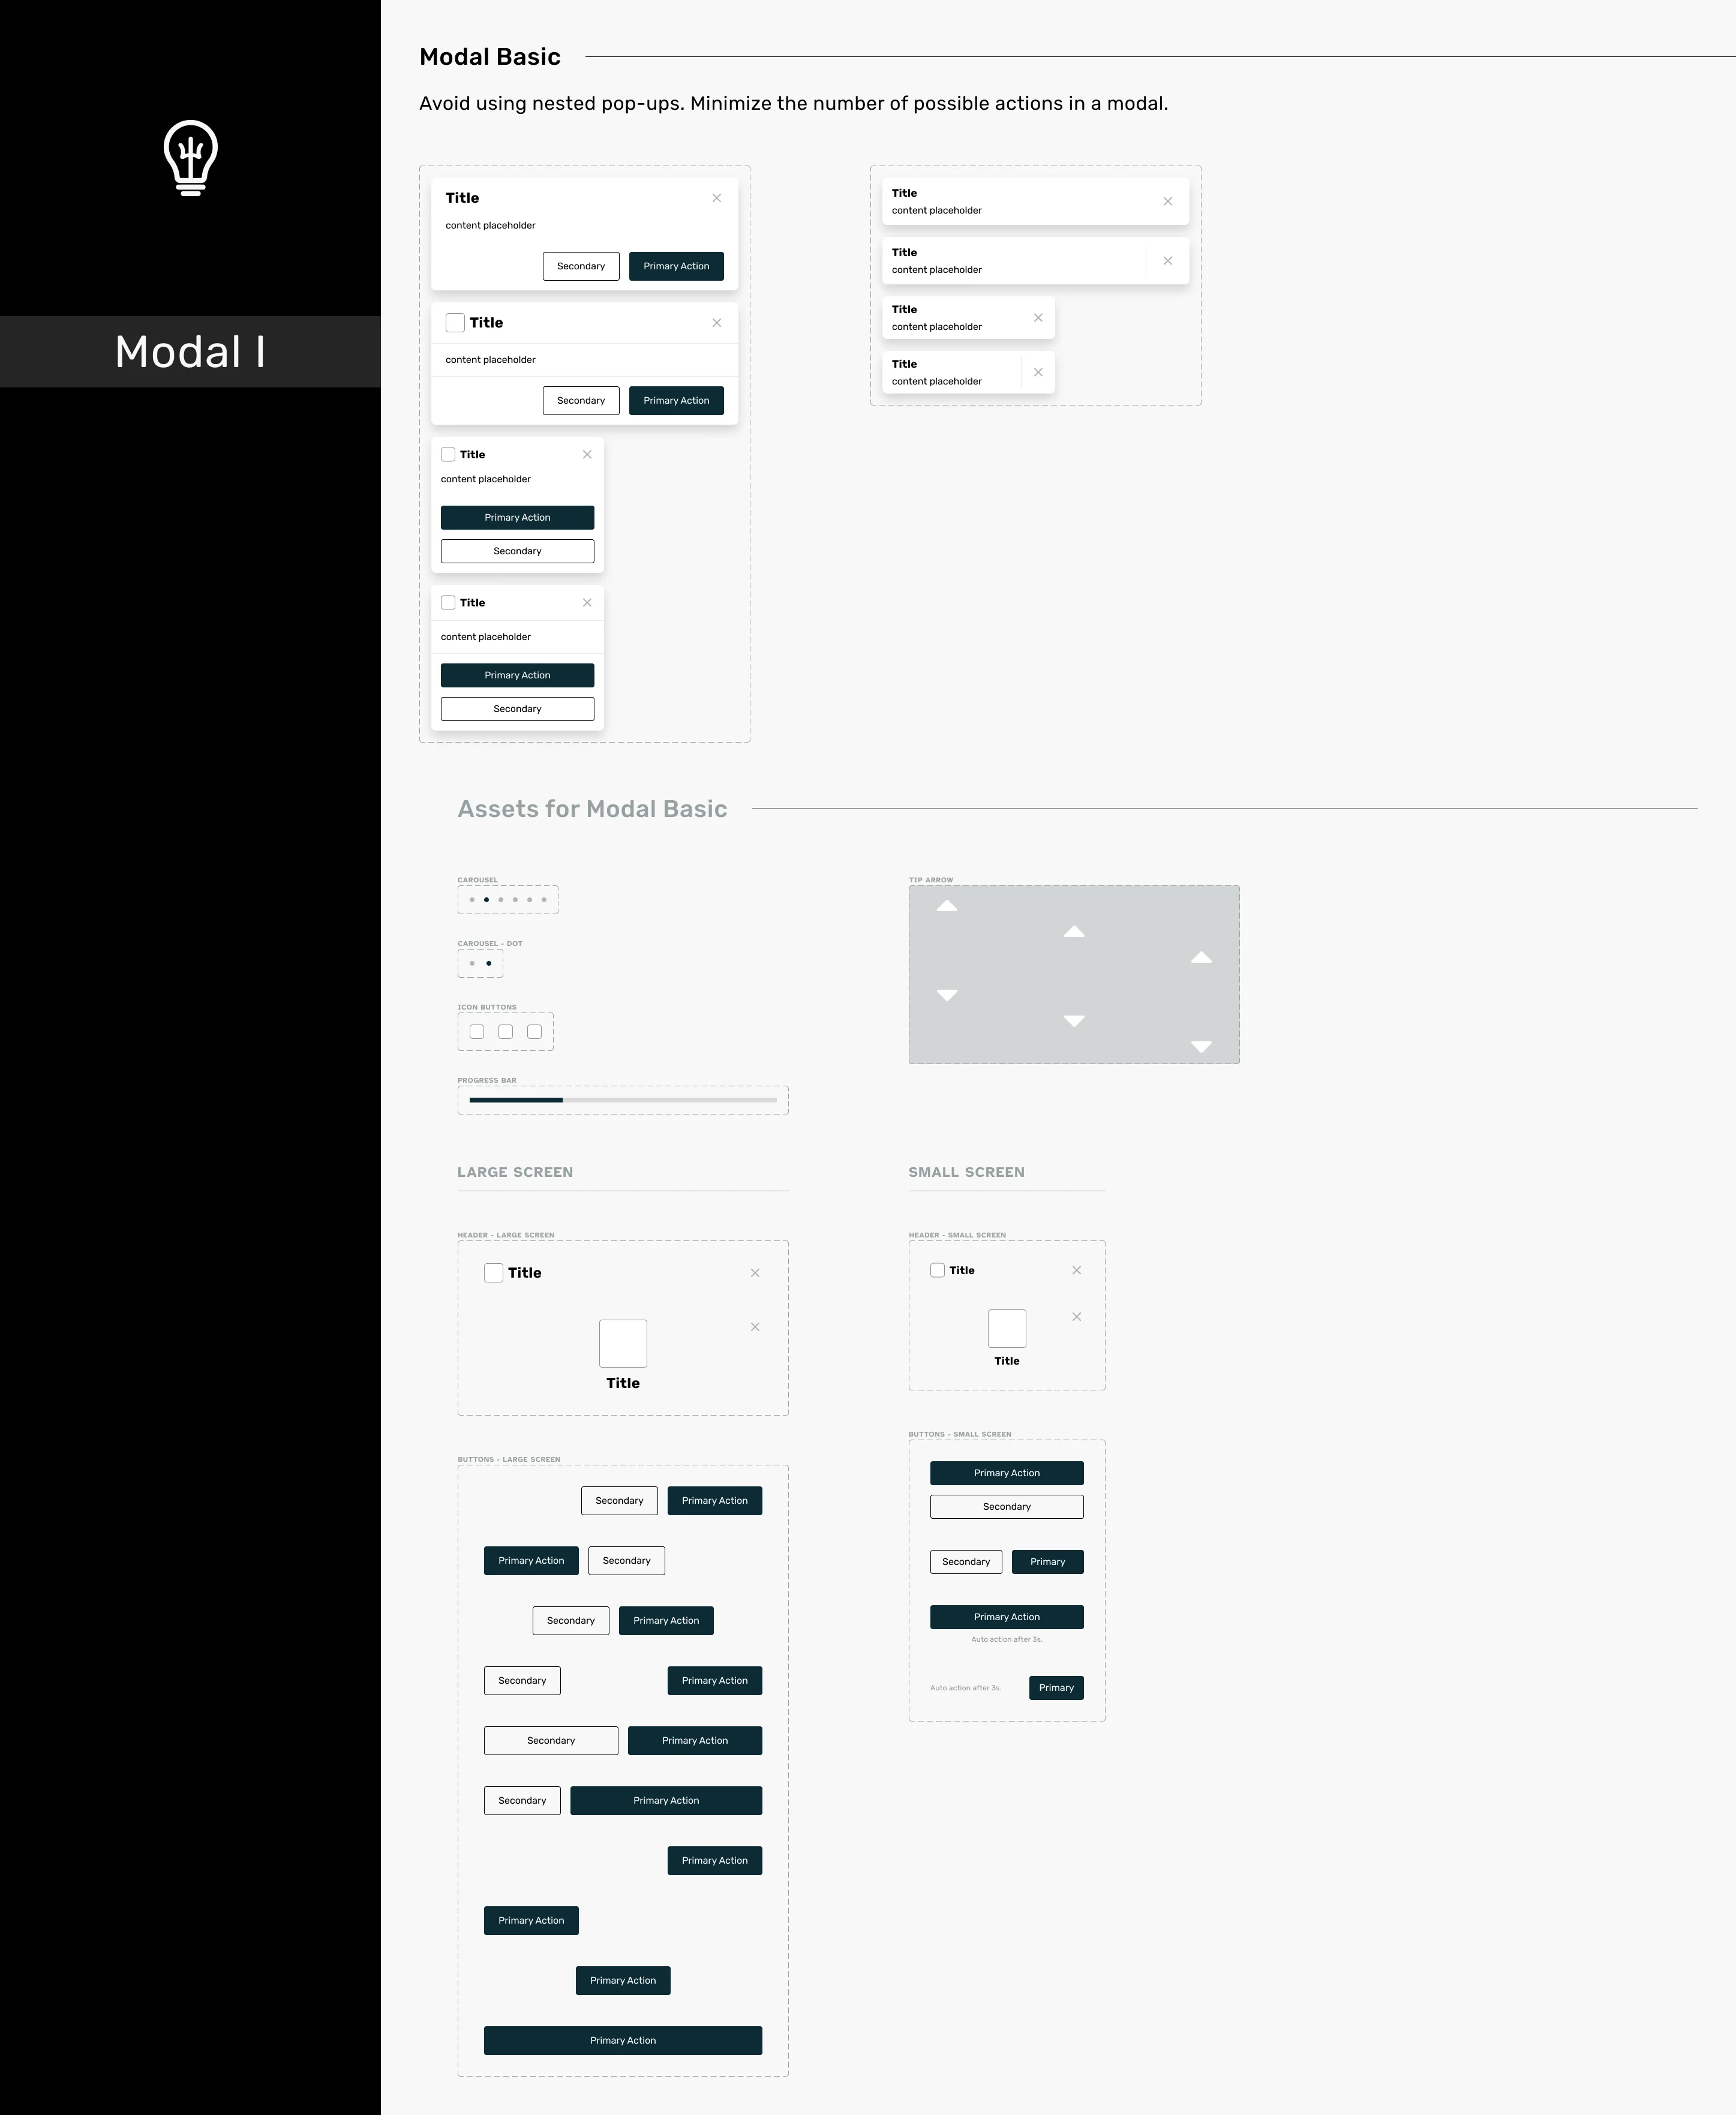 Modal I
Modal Basic
Avoid using nested pop-ups. Minimize the number of possible actions in a modal.
Title
content placeholder
Secondary
Primary Action
Title
content placeholder
Secondary
Primary Action
Title
content placeholder
Primary Action
Secondary
Title
content placeholder
Primary Action
Secondary
Title
content placeholder
Title
content placeholder
Title
content placeholder
Title
content placeholder
Assets for Modal Basic
CAROUSEL
CAROUSEL - DOT
ICON BUTTONS
PROGRESS BAR
TIP ARROW
LARGE SCREEN
HEADER - LARGE SCREEN
Title
Title
BUTTONS - LARGE SCREEN
Secondary
Primary Action
Primary Action
Secondary
Secondary
Primary Action
Secondary
Primary Action
Secondary
Primary Action
Secondary
Primary Action
Primary Action
Primary Action
Primary Action
Primary Action
SMALL SCREEN
HEADER - SMALL SCREEN
Title
Title
BUTTONS - SMALL SCREEN
Primary Action
Secondary
Secondary
Primary
Primary Action
Auto action after 3s.
Auto action after 3s.
Primary